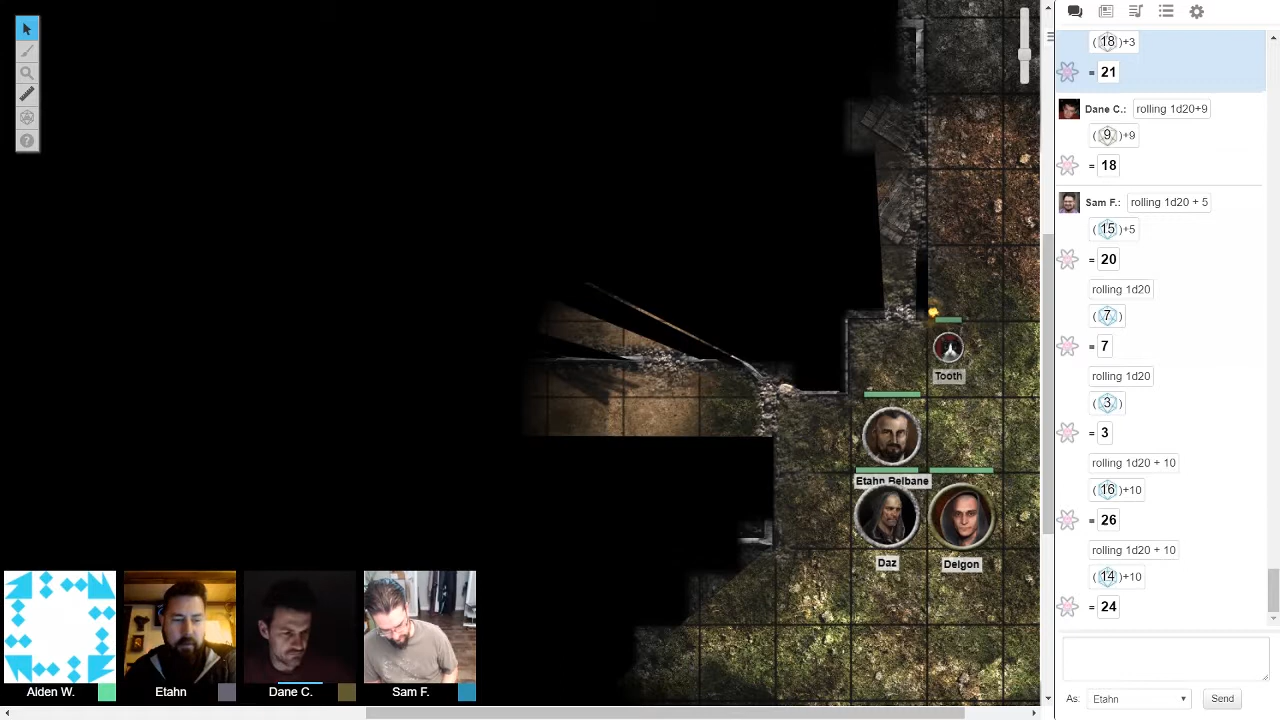 (18)+3
= 21
Dane C.: rolling 1d20+9
(9)+9
= 18
Sam F.: rolling 1d20 + 5
(15)+5
= 20
rolling 1d20
(7)
= 7
rolling 1d20
(3)
= 3
rolling 1d20 + 10
(16)+10
= 26
rolling 1d20 + 10
(14)+10
= 24
Tooth
Etahn Belbane
Daz
Delgon
Aiden W.
Etahn
Dane C.
Sam F.
As: Etahn
Send